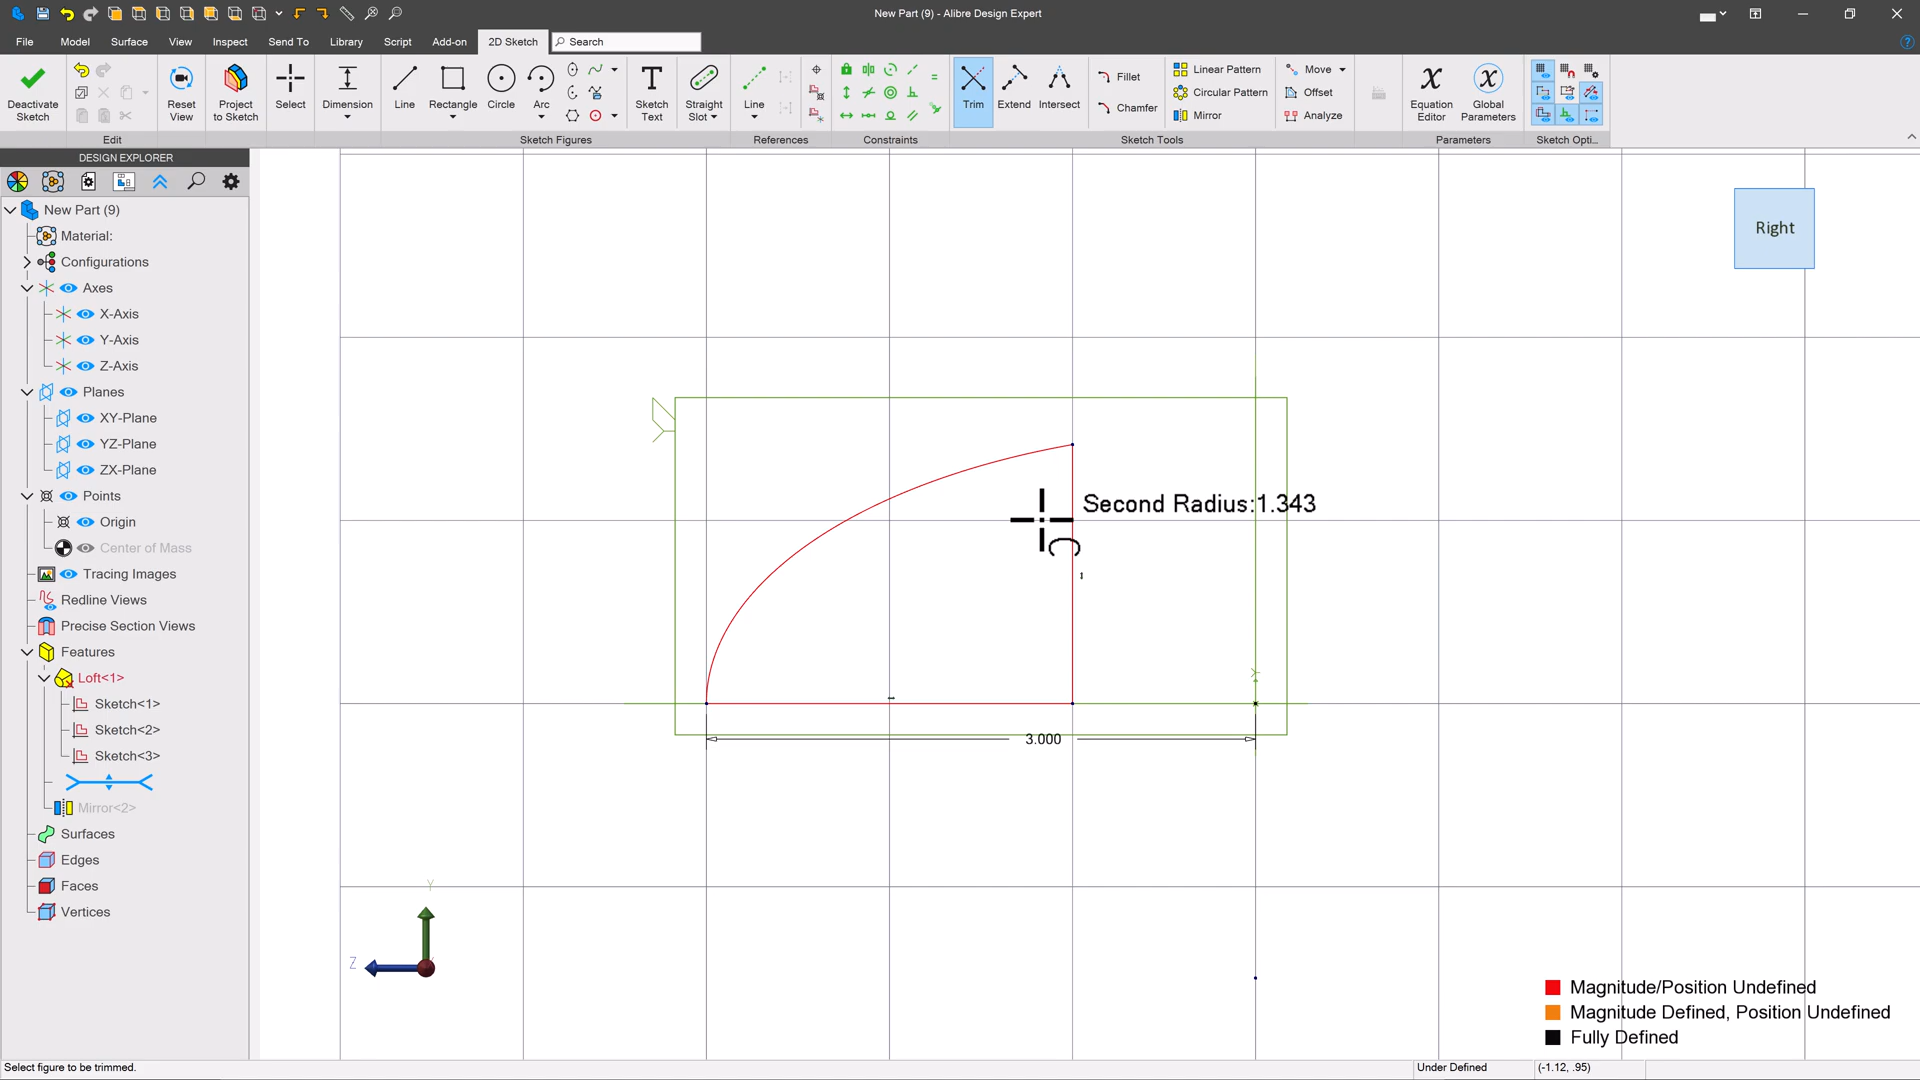 New Part (9) - Alibre Design Expert
File Model Surface View Inspect Send To Library Script Add-on 2D Sketch Search
Deactivate Sketch
Edit
Reset View
Project to Sketch
Select
Dimension
Line
Rectangle
Circle
Arc
Sketch Figures
Sketch Text
Straight Slot
Line
References
Constraints
Trim
Extend
Intersect
Fillet
Chamfer
Linear Pattern
Circular Pattern
Mirror
Move
Offset
Analyze
Sketch Tools
Equation Editor
Global Parameters
Parameters
Sketch Opti...
DESIGN EXPLORER
New Part (9)
Material:
Configurations
Axes
X-Axis
Y-Axis
Z-Axis
Planes
XY-Plane
YZ-Plane
ZX-Plane
Points
Origin
Center of Mass
Tracing Images
Redline Views
Precise Section Views
Features
Loft<1>
Sketch<1>
Sketch<2>
Sketch<3>
Mirror<2>
Surfaces
Edges
Faces
Vertices
Right
Second Radius:1.343
3.000
Y
Y
Z
Magnitude/Position Undefined
Magnitude Defined, Position Undefined
Fully Defined
Select figure to be trimmed.
Under Defined
(-1.12, .95)